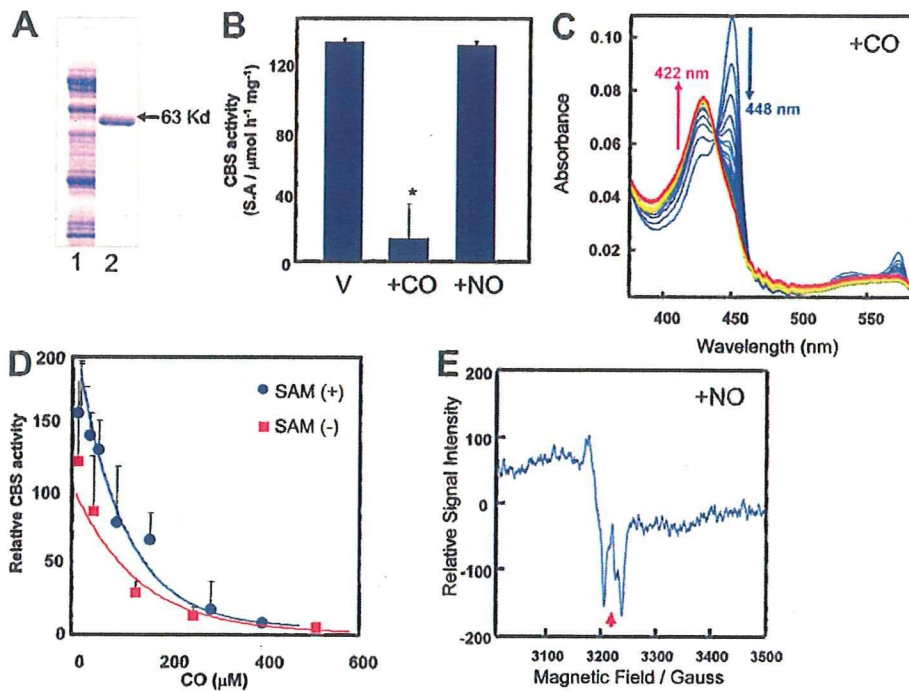 A
63 Kd
1 2
B
CBS activity
(S.A / μmol h⁻¹ mg⁻¹)
120
80
40
0
*
V +CO +NO
C
+CO
422 nm
448 nm
Absorbance
0.10
0.08
0.06
0.04
0.02
400 450 500 550
Wavelength (nm)
D
SAM (+)
SAM (-)
Relative CBS activity
200
150
100
50
0
0 200 400 600
CO (μM)
E
+NO
Relative Signal Intensity
200
100
0
-100
-200
3100 3200 3300 3400 3500
Magnetic Field / Gauss